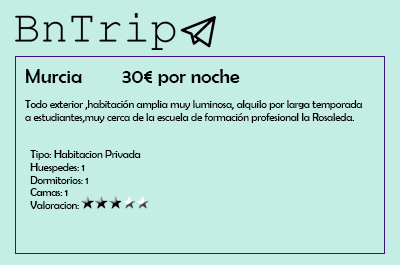 BnTrip
Murcia 30€ por noche
Todo exterior ,habitación amplia muy luminosa, alquilo por larga temporada
a estudiantes,muy cerca de la escuela de formación profesional la Rosaleda.
Tipo: Habitacion Privada
Huespedes: 1
Dormitorios: 1
Camas: 1
Valoracion: